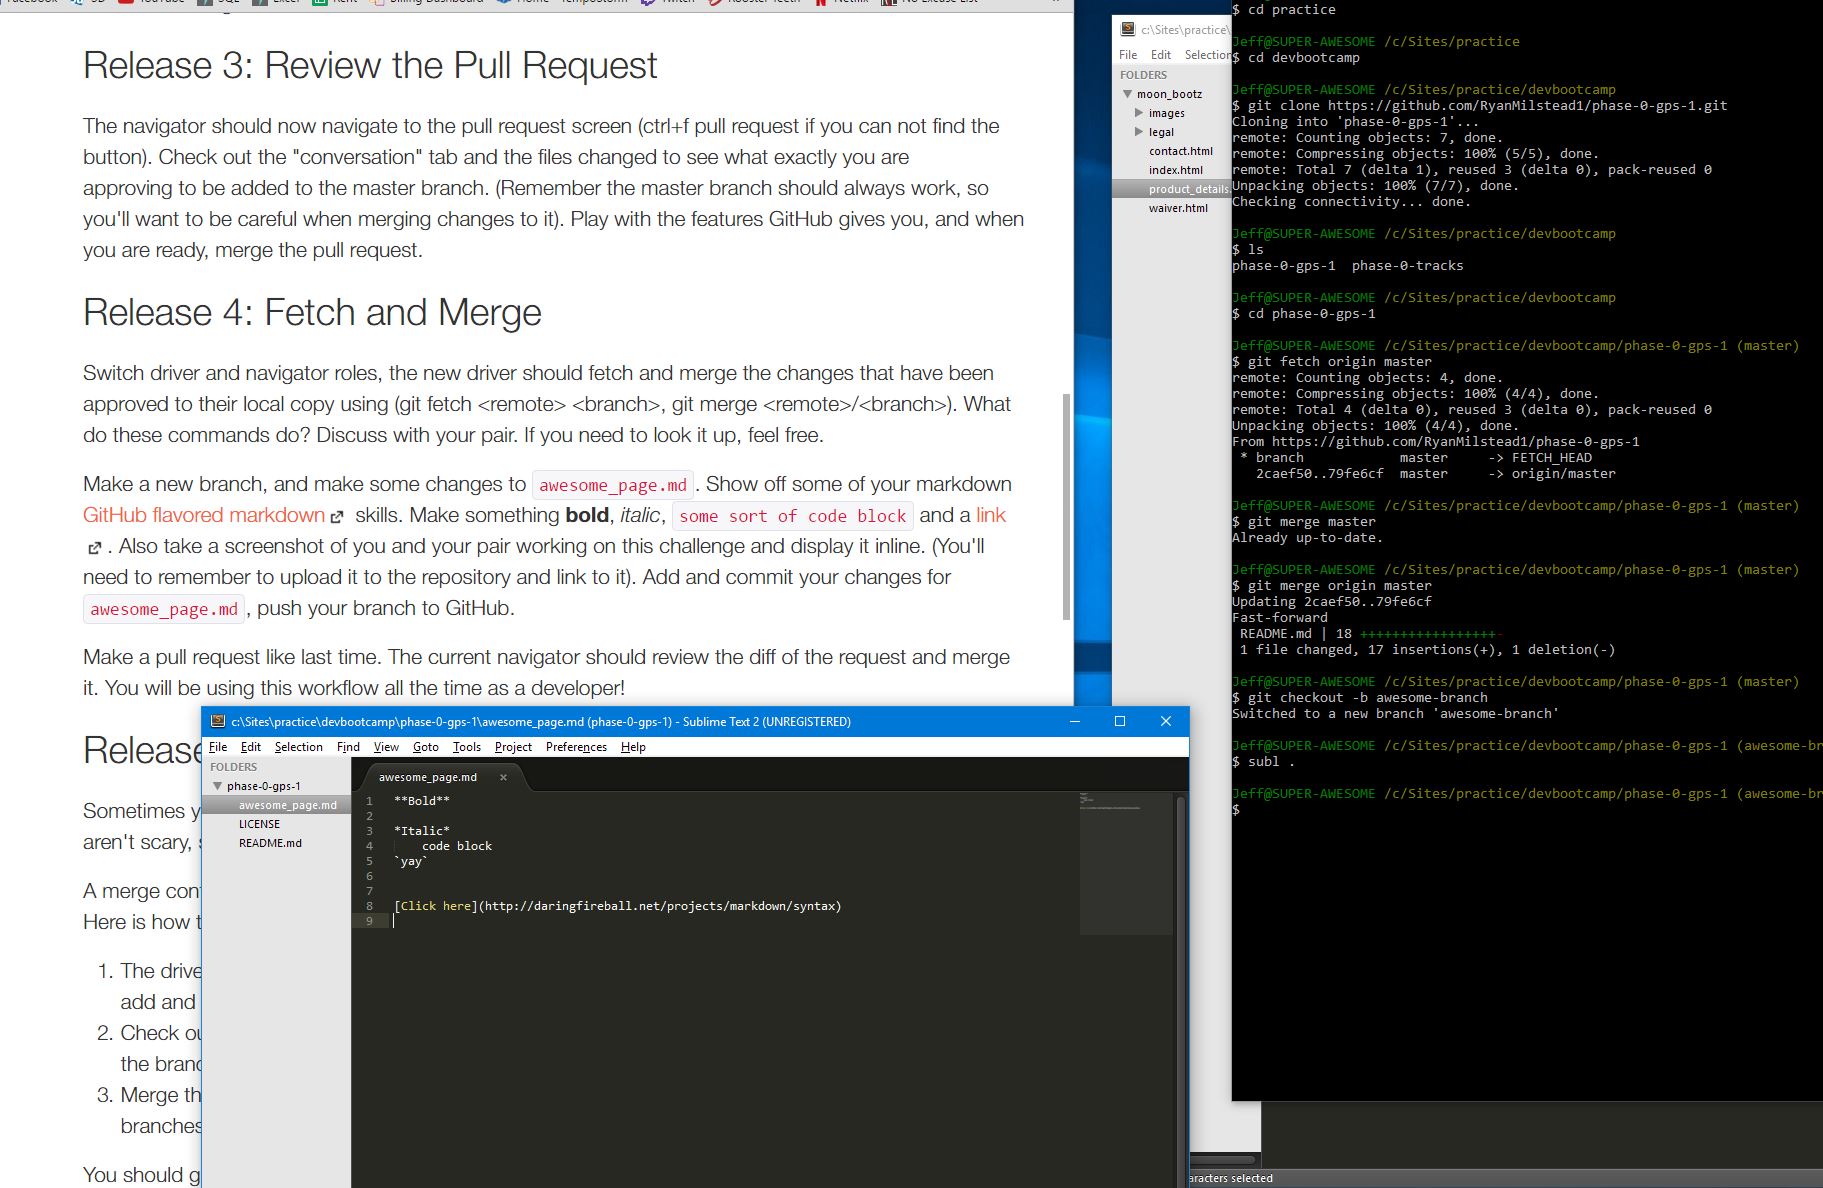 Facebook
SD
YouTube
SQL
Excel
Rent
Billing Dashboard
Home
Tempostorm
Twitch
Rooster Teeth
Netflix
No Excuse List
Release 3: Review the Pull Request
The navigator should now navigate to the pull request screen (ctrl+f pull request if you can not find the
button). Check out the "conversation" tab and the files changed to see what exactly you are
approving to be added to the master branch. (Remember the master branch should always work, so
you'll want to be careful when merging changes to it). Play with the features GitHub gives you, and when
you are ready, merge the pull request.
Release 4: Fetch and Merge
Switch driver and navigator roles, the new driver should fetch and merge the changes that have been
approved to their local copy using (git fetch <remote> <branch>, git merge <remote>/<branch>). What
do these commands do? Discuss with your pair. If you need to look it up, feel free.
Make a new branch, and make some changes to awesome_page.md . Show off some of your markdown
GitHub flavored markdown skills. Make something bold, italic, some sort of code block and a link
. Also take a screenshot of you and your pair working on this challenge and display it inline. (You'll
need to remember to upload it to the repository and link to it). Add and commit your changes for
awesome_page.md , push your branch to GitHub.
Make a pull request like last time. The current navigator should review the diff of the request and merge
it. You will be using this workflow all the time as a developer!
Release
Sometimes y
aren't scary, s
A merge conf
Here is how t
1. The drive
add and
2. Check ou
the branc
3. Merge th
branches
You should g
c:\Sites\practice\devbootcamp\phase-0-gps-1\awesome_page.md (phase-0-gps-1) - Sublime Text 2 (UNREGISTERED)
File Edit Selection Find View Goto Tools Project Preferences Help
FOLDERS
phase-0-gps-1
awesome_page.md
LICENSE
README.md
awesome_page.md ×
1 **Bold**
2
3 *Italic*
4 code block
5 `yay`
6
7
8 [Click here](http://daringfireball.net/projects/markdown/syntax)
9
c:\Sites\practice\
File Edit Selection
FOLDERS
moon_bootz
images
legal
contact.html
index.html
product_details.
waiver.html
aracters selected
$ cd practice
Jeff@SUPER-AWESOME /c/Sites/practice
$ cd devbootcamp
Jeff@SUPER-AWESOME /c/Sites/practice/devbootcamp
$ git clone https://github.com/RyanMilstead1/phase-0-gps-1.git
Cloning into 'phase-0-gps-1'...
remote: Counting objects: 7, done.
remote: Compressing objects: 100% (5/5), done.
remote: Total 7 (delta 1), reused 3 (delta 0), pack-reused 0
Unpacking objects: 100% (7/7), done.
Checking connectivity... done.
Jeff@SUPER-AWESOME /c/Sites/practice/devbootcamp
$ ls
phase-0-gps-1 phase-0-tracks
Jeff@SUPER-AWESOME /c/Sites/practice/devbootcamp
$ cd phase-0-gps-1
Jeff@SUPER-AWESOME /c/Sites/practice/devbootcamp/phase-0-gps-1 (master)
$ git fetch origin master
remote: Counting objects: 4, done.
remote: Compressing objects: 100% (4/4), done.
remote: Total 4 (delta 0), reused 3 (delta 0), pack-reused 0
Unpacking objects: 100% (4/4), done.
From https://github.com/RyanMilstead1/phase-0-gps-1
* branch master -> FETCH_HEAD
2caef50..79fe6cf master -> origin/master
Jeff@SUPER-AWESOME /c/Sites/practice/devbootcamp/phase-0-gps-1 (master)
$ git merge master
Already up-to-date.
Jeff@SUPER-AWESOME /c/Sites/practice/devbootcamp/phase-0-gps-1 (master)
$ git merge origin master
Updating 2caef50..79fe6cf
Fast-forward
README.md | 18 +++++++++++++++++-
1 file changed, 17 insertions(+), 1 deletion(-)
Jeff@SUPER-AWESOME /c/Sites/practice/devbootcamp/phase-0-gps-1 (master)
$ git checkout -b awesome-branch
Switched to a new branch 'awesome-branch'
Jeff@SUPER-AWESOME /c/Sites/practice/devbootcamp/phase-0-gps-1 (awesome-br
$ subl .
Jeff@SUPER-AWESOME /c/Sites/practice/devbootcamp/phase-0-gps-1 (awesome-br
$